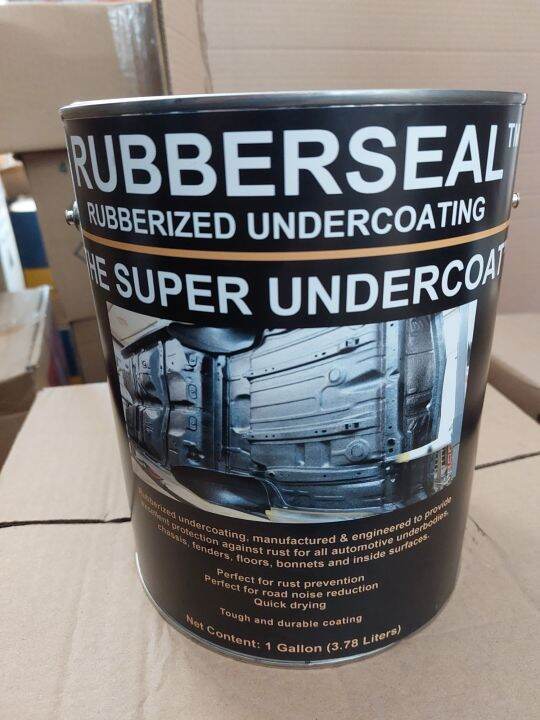 RUBBERSEAL™
RUBBERIZED UNDERCOATING
THE SUPER UNDERCOAT
Rubberized undercoating, manufactured & engineered to provide
excellent protection against rust for all automotive underbodies,
chassis, fenders, floors, bonnets and inside surfaces.
Perfect for rust prevention
Perfect for road noise reduction
Quick drying
Tough and durable coating
Net Content: 1 Gallon (3.78 Liters)